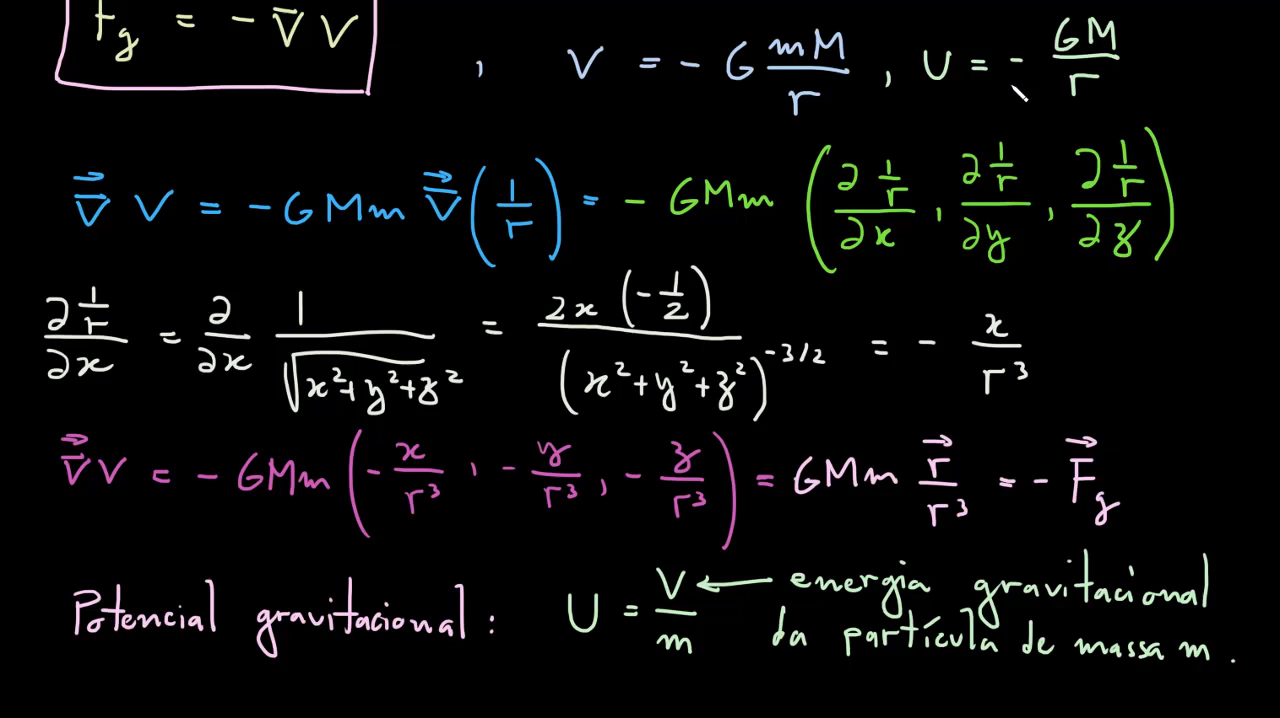 F⃗_g = - ∇⃗ V
, V = - G mM/r , U = - GM/r
∇⃗ V = - GMm ∇⃗ (1/r) = - GMm (∂ 1/r / ∂x , ∂ 1/r / ∂y , ∂ 1/r / ∂z)
∂ 1/r / ∂x = ∂/∂x 1/√(x²+y²+z²) = 2x (-1/2) / (x²+y²+z²)^(-3/2) = - x/r³
∇⃗ V = - GMm (- x/r³ , - y/r³ , - z/r³) = GMm r⃗/r³ = - F⃗_g
Potencial gravitacional : U = V/m ← energia gravitacional
da partícula de massa m .